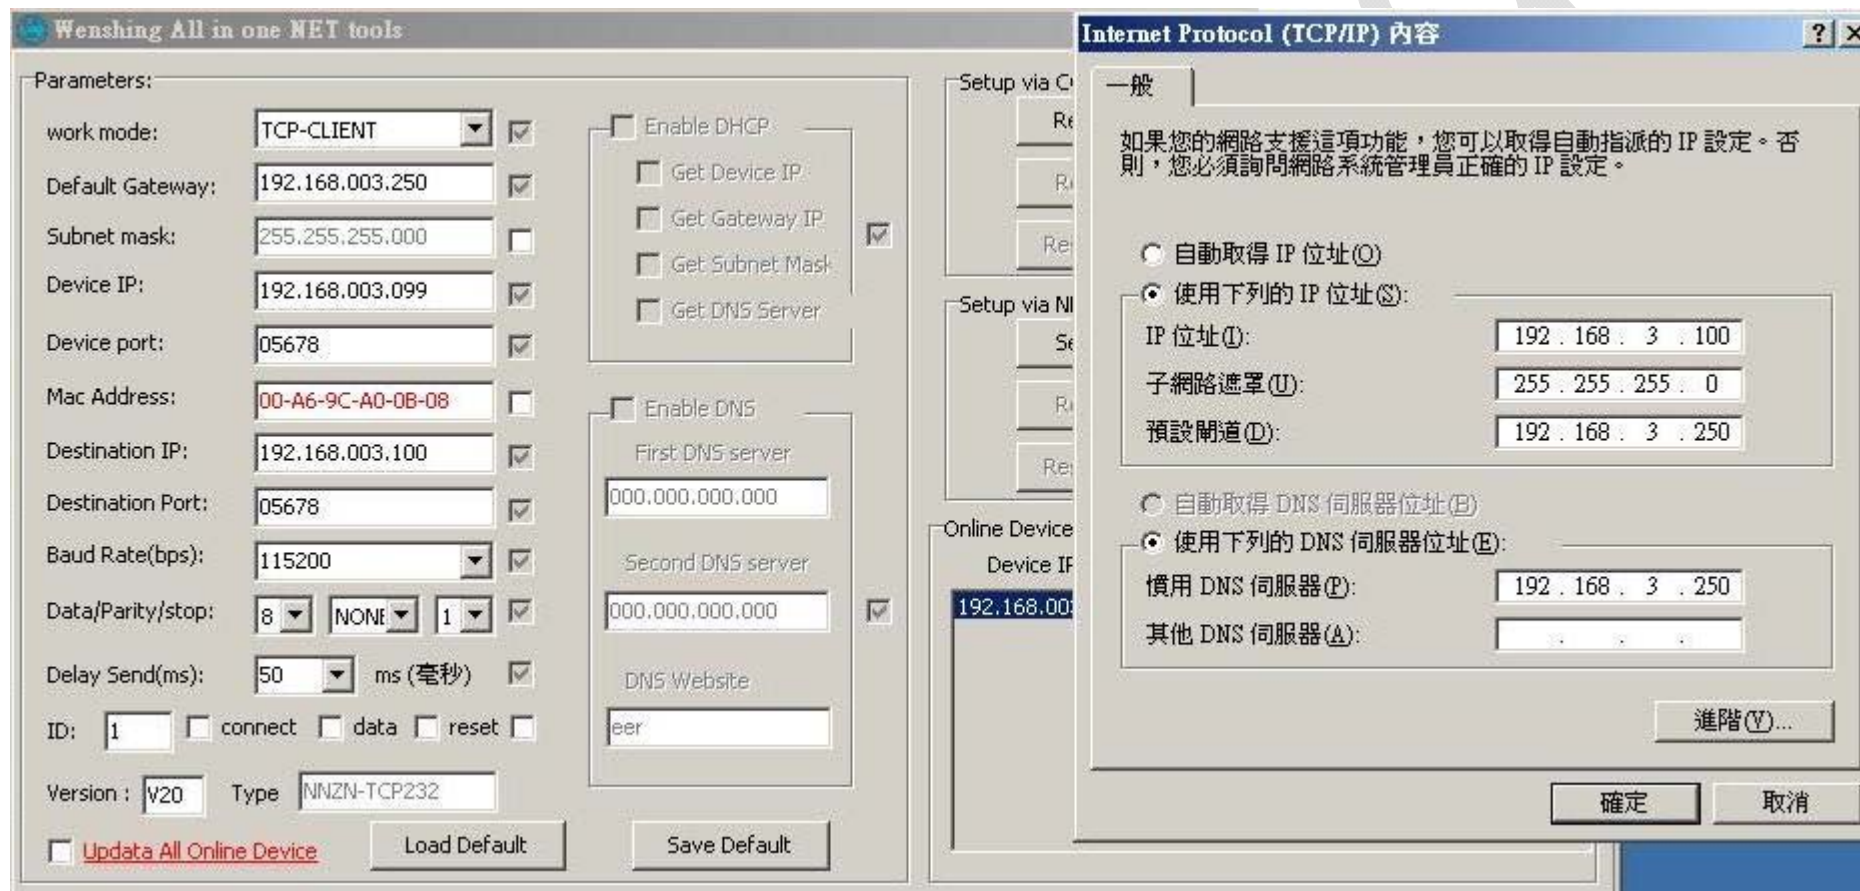 Wenshing All in one NET tools
Parameters:
work mode: TCP-CLIENT
Default Gateway: 192.168.003.250
Subnet mask: 255.255.255.000
Device IP: 192.168.003.099
Device port: 05678
Mac Address: 00-A6-9C-A0-0B-08
Destination IP: 192.168.003.100
Destination Port: 05678
Baud Rate(bps): 115200
Data/Parity/stop: 8 NONE 1
Delay Send(ms): 50 ms (毫秒)
ID: 1 connect data reset
Version : V20 Type NNZN-TCP232
Updata All Online Device Load Default Save Default
Enable DHCP
Get Device IP
Get Gateway IP
Get Subnet Mask
Get DNS Server
Enable DNS
First DNS server
000.000.000.000
Second DNS server
000.000.000.000
DNS Website
eer
Setup via C
Re
Re
Setup via N
Se
Re
Online Device
Device IP
192.168.003
Internet Protocol (TCP/IP) 內容
一般
如果您的網路支援這項功能，您可以取得自動指派的 IP 設定。否
則，您必須詢問網路系統管理員正確的 IP 設定。
自動取得 IP 位址(O)
使用下列的 IP 位址(S):
IP 位址(I): 192 . 168 . 3 . 100
子網路遮罩(U): 255 . 255 . 255 . 0
預設閘道(D): 192 . 168 . 3 . 250
自動取得 DNS 伺服器位址(B)
使用下列的 DNS 伺服器位址(E):
慣用 DNS 伺服器(P): 192 . 168 . 3 . 250
其他 DNS 伺服器(A): . . .
進階(V)...
確定 取消